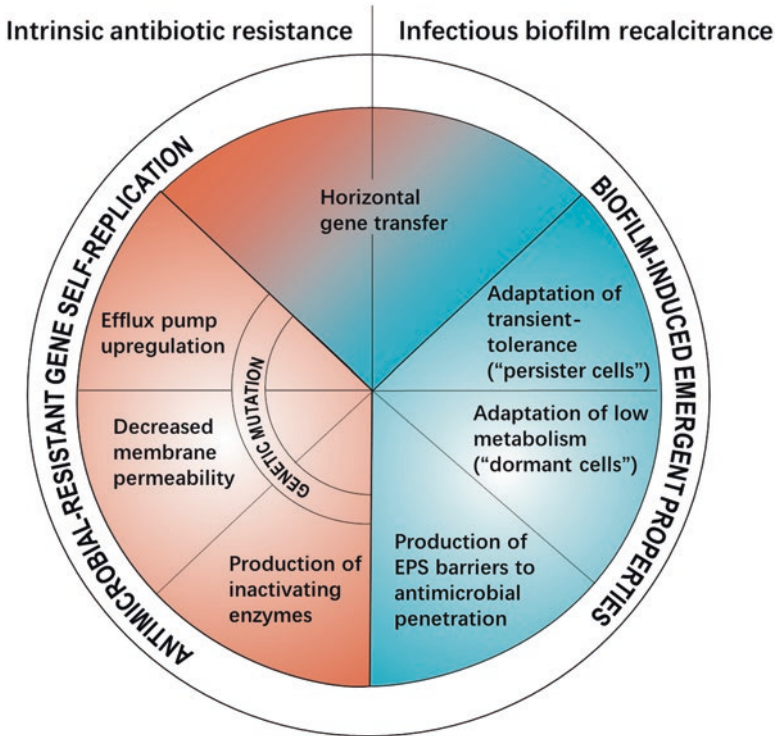 Intrinsic antibiotic resistance
Infectious biofilm recalcitrance
ANTIMICROBIAL-RESISTANT GENE SELF-REPLICATION
BIOFILM-INDUCED EMERGENT PROPERTIES
Horizontal
gene transfer
Efflux pump
upregulation
Decreased
membrane
permeability
Production of
inactivating
enzymes
GENETIC MUTATION
Adaptation of
transient-
tolerance
(“persister cells”)
Adaptation of low
metabolism
(“dormant cells”)
Production of
EPS barriers to
antimicrobial
penetration